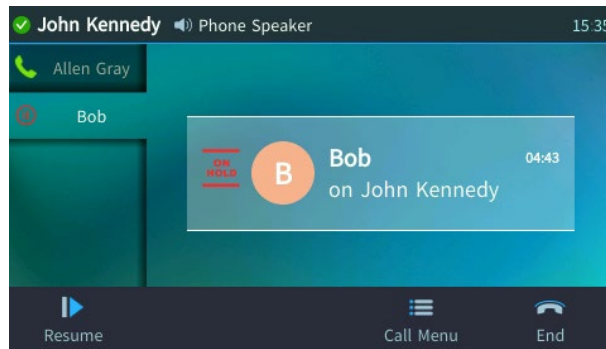 John Kennedy Phone Speaker 15:35
Allen Gray
Bob
ON
HOLD
B
Bob 04:43
on John Kennedy
Resume Call Menu End